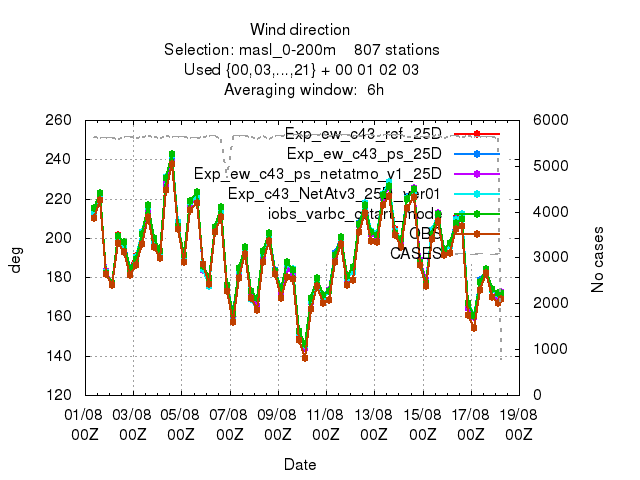 Wind direction
Selection: masl_0-200m    807 stations
Used {00,03,...,21} + 00 01 02 03
Averaging window:  6h
260
240
220
200
180
160
140
120
deg
6000
5000
4000
3000
2000
1000
0
No cases
Exp_ew_c43_ref_25D
Exp_ew_c43_ps_25D
Exp_ew_c43_ps_netatmo_v1_25D
Exp_c43_NetAtv3_25D_ver01
OBS
CASES
01/08 03/08 05/08 07/08 09/08 11/08 13/08 15/08 17/08 19/08
00Z 00Z 00Z 00Z 00Z 00Z 00Z 00Z 00Z 00Z
Date